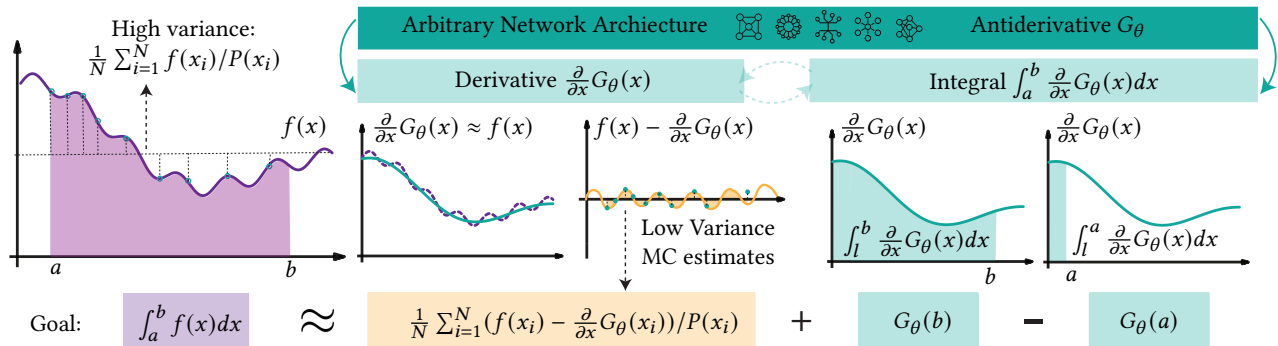 High variance:
1/N ∑_{i=1}^{N} f(x_i)/P(x_i)
f(x)
a
b
Arbitrary Network Archiecture
Antiderivative G_θ
Derivative ∂/∂x G_θ(x)
Integral ∫_a^b ∂/∂x G_θ(x)dx
∂/∂x G_θ(x) ≈ f(x)
f(x) − ∂/∂x G_θ(x)
Low Variance
MC estimates
∂/∂x G_θ(x)
∫_l^b ∂/∂x G_θ(x)dx
b
∂/∂x G_θ(x)
∫_l^a ∂/∂x G_θ(x)dx
a
Goal: ∫_a^b f(x)dx ≈ 1/N ∑_{i=1}^{N} (f(x_i) − ∂/∂x G_θ(x_i))/P(x_i) + G_θ(b) − G_θ(a)